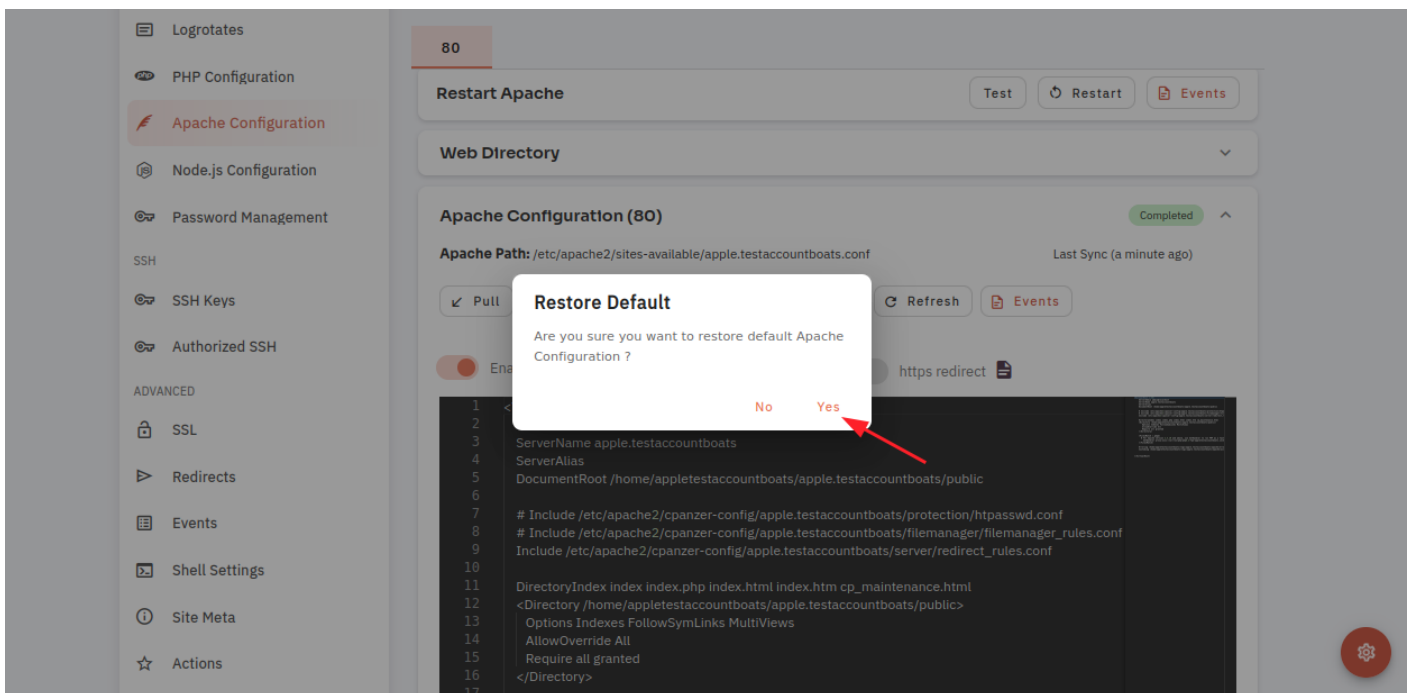 Logrotates
PHP Configuration
Apache Configuration
Node.js Configuration
Password Management
SSH
SSH Keys
Authorized SSH
ADVANCED
SSL
Redirects
Events
Shell Settings
Site Meta
Actions
80
Restart Apache
Test
Restart
Events
Web Directory
Apache Configuration (80)
Completed
Apache Path: /etc/apache2/sites-available/apple.testaccountboats.conf
Last Sync (a minute ago)
Pull
Refresh
Events
Ena
https redirect
Restore Default
Are you sure you want to restore default Apache
Configuration ?
No
Yes
1 <
2
3 ServerName apple.testaccountboats
4 ServerAlias
5 DocumentRoot /home/appletestaccountboats/apple.testaccountboats/public
6
7 # Include /etc/apache2/cpanzer-config/apple.testaccountboats/protection/htpasswd.conf
8 # Include /etc/apache2/cpanzer-config/apple.testaccountboats/filemanager/filemanager_rules.conf
9 Include /etc/apache2/cpanzer-config/apple.testaccountboats/server/redirect_rules.conf
10
11 DirectoryIndex index index.php index.html index.htm cp_maintenance.html
12 <Directory /home/appletestaccountboats/apple.testaccountboats/public>
13 Options Indexes FollowSymLinks MultiViews
14 AllowOverride All
15 Require all granted
16 </Directory>
17